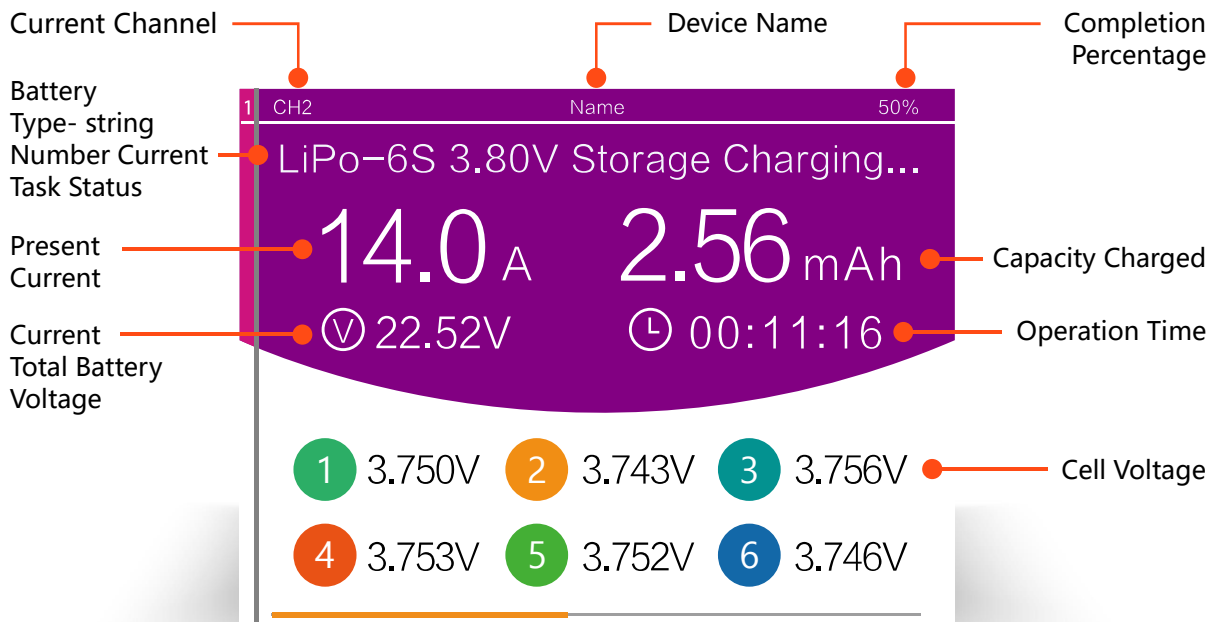 Current Channel
Device Name
Completion
Percentage
Battery
Type- string
Number Current
Task Status
1
CH2
Name
50%
LiPo-6S 3.80V Storage Charging...
Present
Current
14.0 A
2.56 mAh
Capacity Charged
Current
Total Battery
Voltage
V 22.52V
00:11:16
Operation Time
1 3.750V
2 3.743V
3 3.756V
Cell Voltage
4 3.753V
5 3.752V
6 3.746V